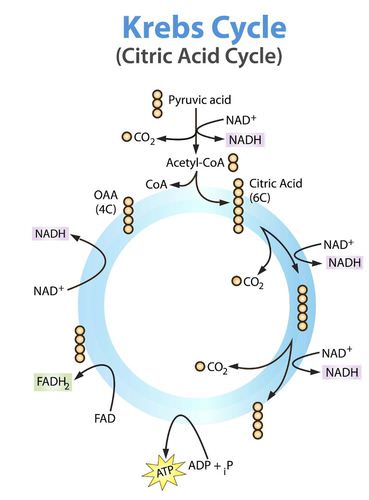 Krebs Cycle
(Citric Acid Cycle)
Pyruvic acid
NAD+
CO2
NADH
Acetyl-CoA
CoA
Citric Acid
(6C)
OAA
(4C)
NADH
NAD+
NAD+
NADH
CO2
CO2
NAD+
NADH
FADH2
FAD
ATP
ADP + iP